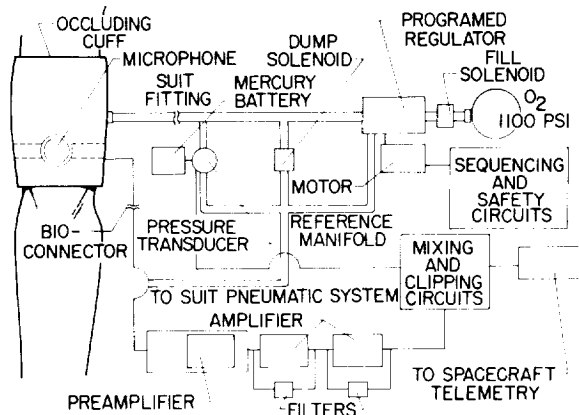 OCCLUDING
CUFF
MICROPHONE
SUIT
FITTING
MERCURY
BATTERY
DUMP
SOLENOID
PROGRAMED
REGULATOR
FILL
SOLENOID
O2
1100 PSI
MOTOR
SEQUENCING
AND
SAFETY
CIRCUITS
BIO-
CONNECTOR
PRESSURE
TRANSDUCER
REFERENCE
MANIFOLD
MIXING
AND
CLIPPING
CIRCUITS
TO SUIT PNEUMATIC SYSTEM
AMPLIFIER
PREAMPLIFIER
FILTERS
TO SPACECRAFT
TELEMETRY